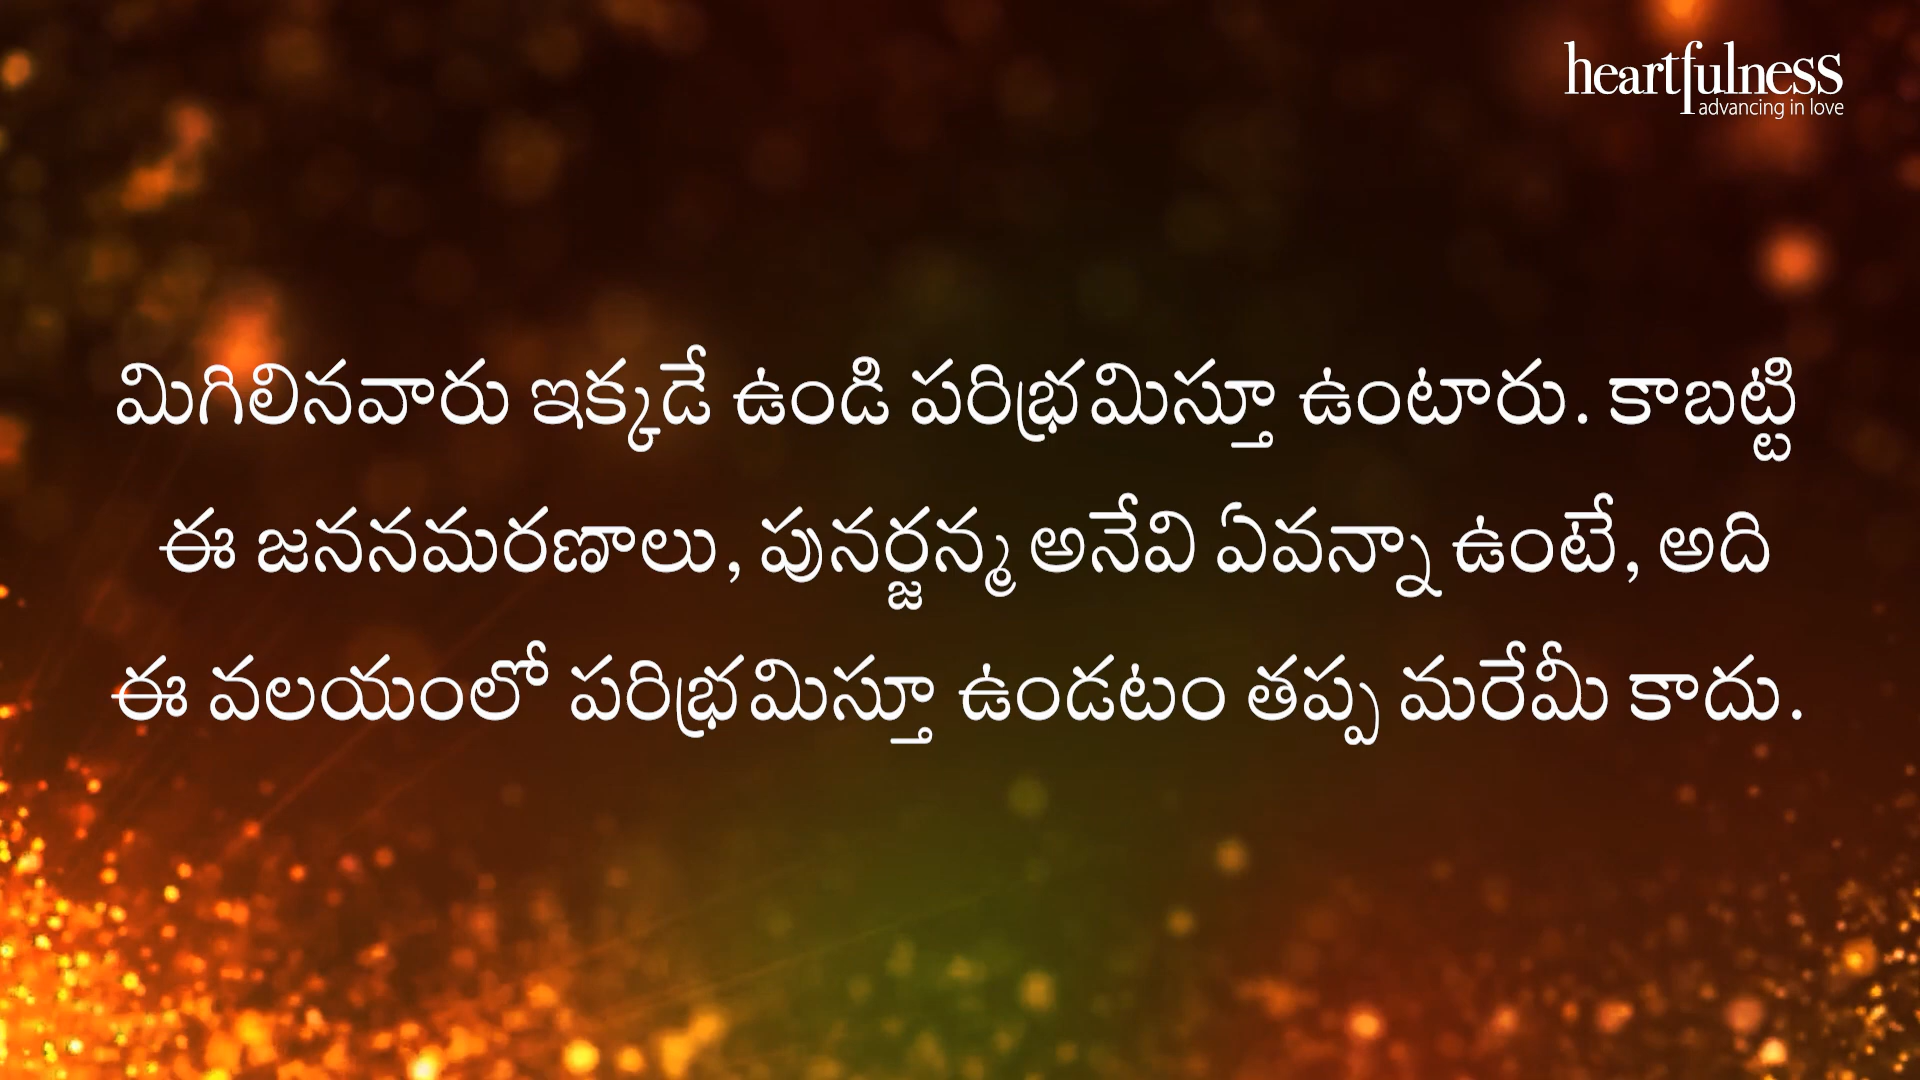 heartfulness
advancing in love
మిగిలినవారు ఇక్కడే ఉండి పరిభ్రమిస్తూ ఉంటారు. కాబట్టి
ఈ జననమరణాలు, పునర్జన్మ అనేవి ఏవన్నా ఉంటే, అది
ఈ వలయంలో పరిభ్రమిస్తూ ఉండటం తప్ప మరేమీ కాదు.